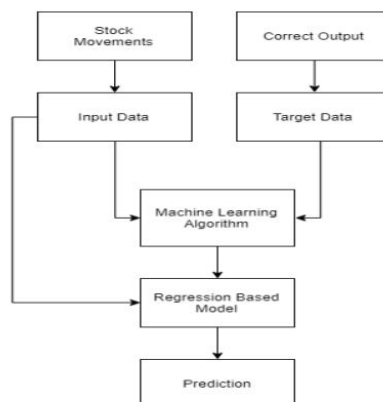 Stock
Movements
Correct Output
Input Data
Target Data
Machine Learning
Algorithm
Regression Based
Model
Prediction